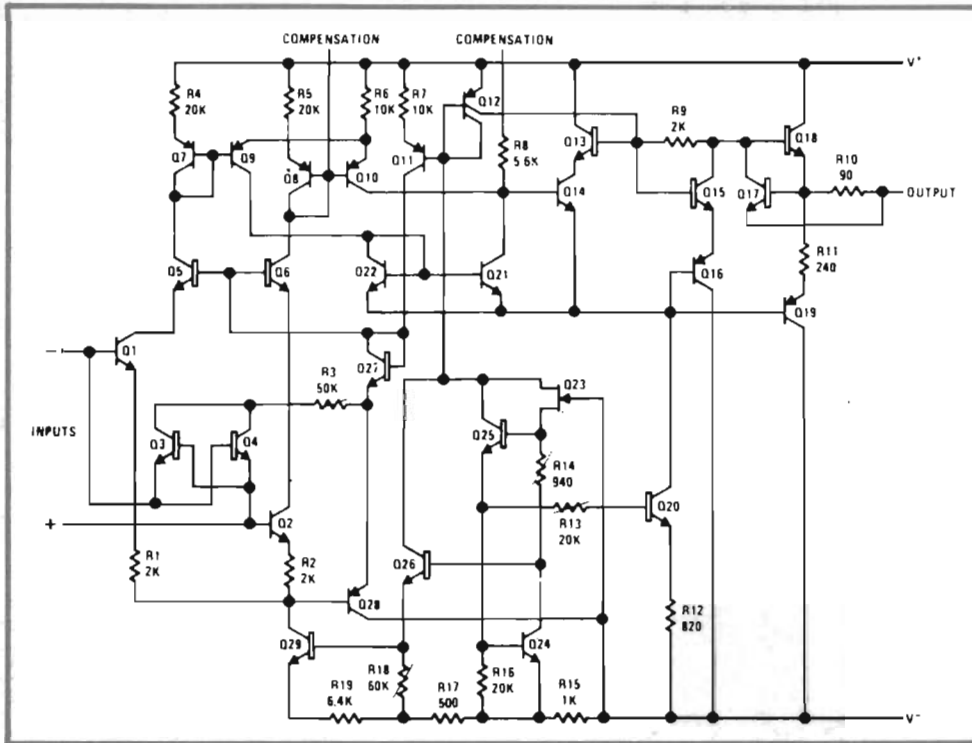 COMPENSATION COMPENSATION
V+
R4 20K
R5 20K
R6 10K
R7 10K
Q12
R8 5.6K
R9 2K
Q13
Q18
Q7
Q9
Q8
Q10
Q11
Q14
Q15
Q17
R10 90
OUTPUT
Q5
Q6
Q22
Q21
Q16
R11 240
Q19
−
Q1
Q27
R3 50K
Q23
INPUTS
Q3
Q4
Q25
R14 940
R13 20K
Q20
+
Q2
R1 2K
R2 2K
Q26
Q28
R12 820
Q29
R18 60K
Q24
R16 20K
R19 6.4K
R17 500
R15 1K
V−